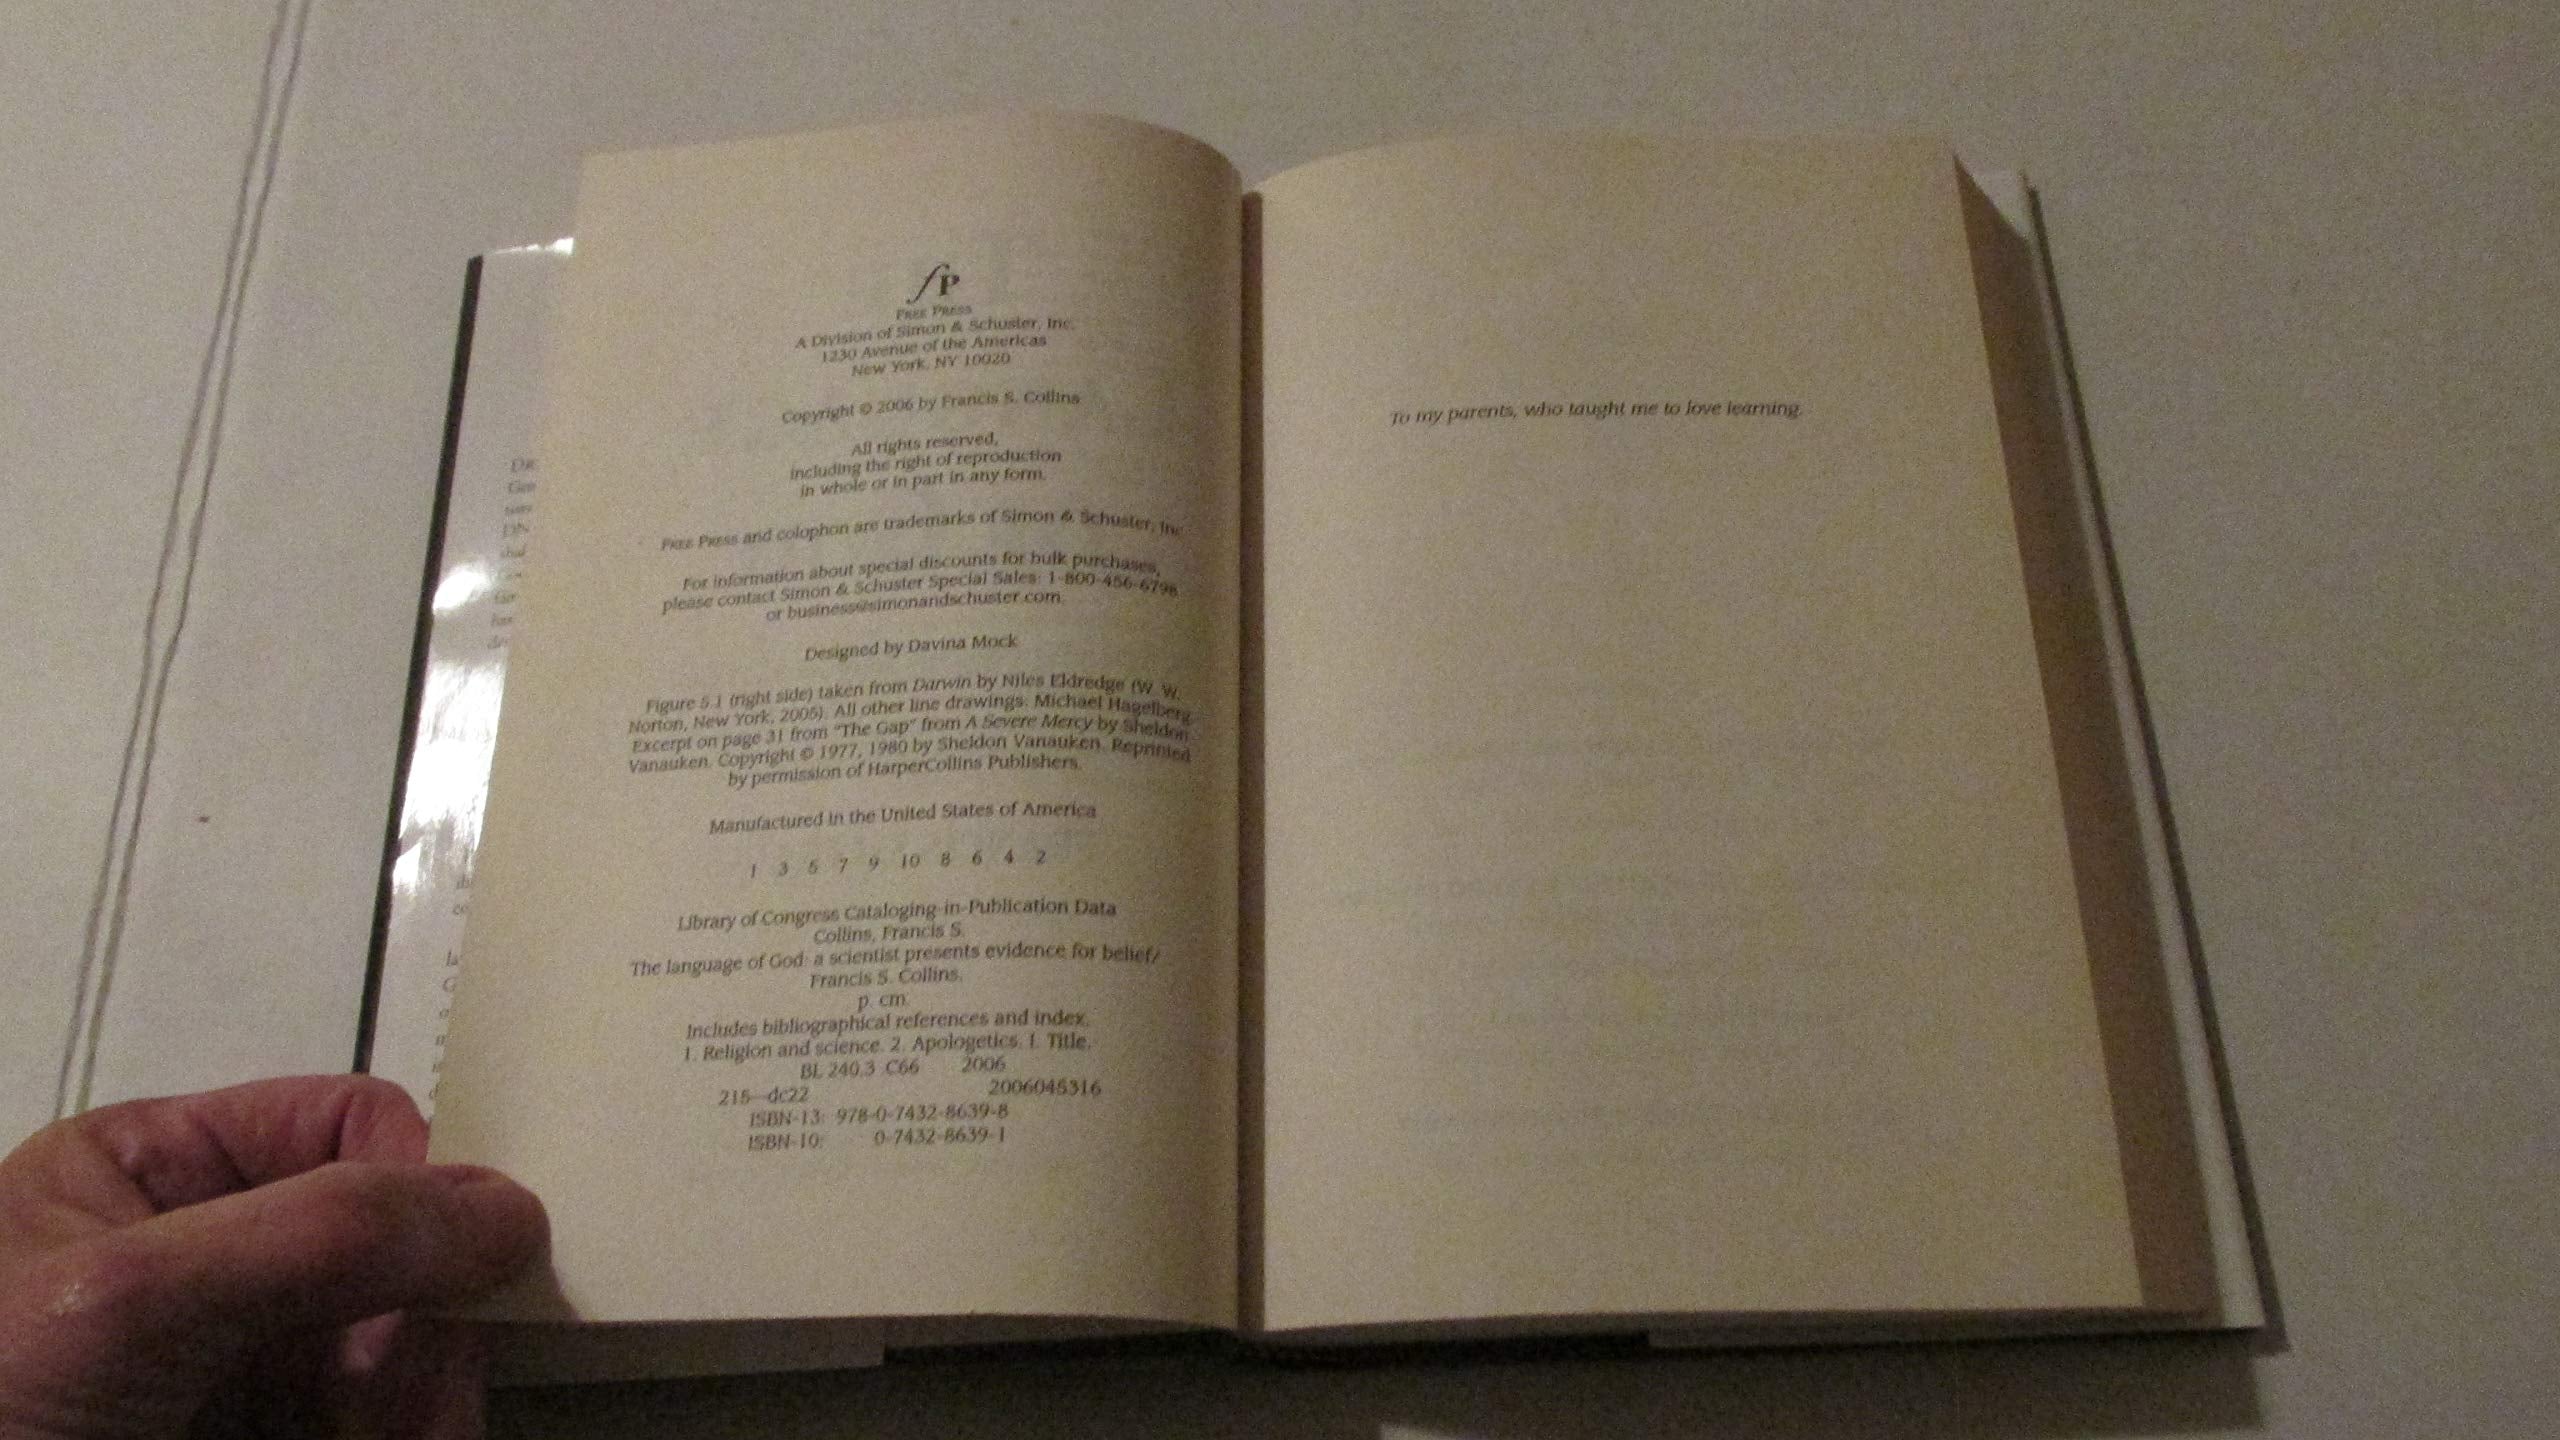 fP
FREE PRESS
A Division of Simon & Schuster, Inc.
1230 Avenue of the Americas
New York, NY 10020
Copyright © 2006 by Francis S. Collins
All rights reserved,
including the right of reproduction
in whole or in part in any form.
FREE PRESS and colophon are trademarks of Simon & Schuster, Inc.
For information about special discounts for bulk purchases,
please contact Simon & Schuster Special Sales: 1-800-456-6798
or business@simonandschuster.com.
Designed by Davina Mock
Figure 5.1 (right side) taken from Darwin by Niles Eldredge (W. W.
Norton, New York, 2005). All other line drawings: Michael Hagelberg.
Excerpt on page 31 from "The Gap" from A Severe Mercy by Sheldon
Vanauken. Copyright © 1977, 1980 by Sheldon Vanauken. Reprinted
by permission of HarperCollins Publishers.
Manufactured in the United States of America
1 3 5 7 9 10 8 6 4 2
Library of Congress Cataloging-in-Publication Data
Collins, Francis S.
The language of God: a scientist presents evidence for belief/
Francis S. Collins.
p. cm.
Includes bibliographical references and index.
1. Religion and science. 2. Apologetics. I. Title.
BL 240.3 .C66 2006
215—dc22 2006045316
ISBN-13: 978-0-7432-8639-8
ISBN-10: 0-7432-8639-1
To my parents, who taught me to love learning.